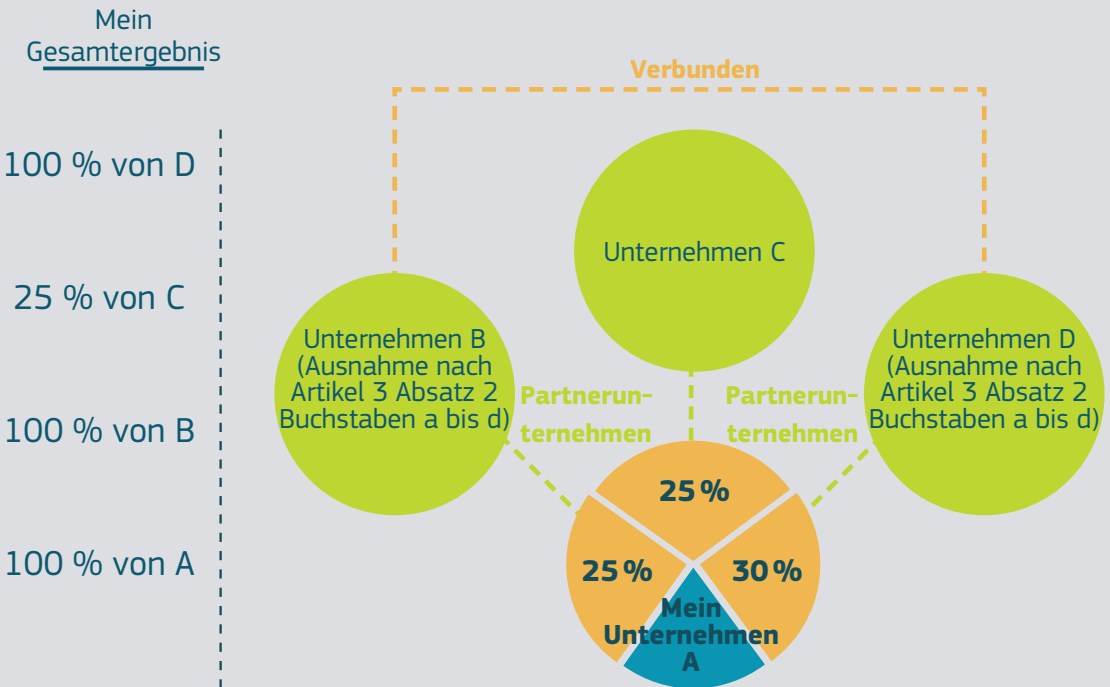 Mein
Gesamtergebnis
100 % von D
25 % von C
100 % von B
100 % von A
Verbunden
Unternehmen C
Unternehmen B
(Ausnahme nach
Artikel 3 Absatz 2
Buchstaben a bis d)
Partnerun-
ternehmen
Partnerun-
ternehmen
Unternehmen D
(Ausnahme nach
Artikel 3 Absatz 2
Buchstaben a bis d)
25 %
25 %
30 %
Mein
Unternehmen
A